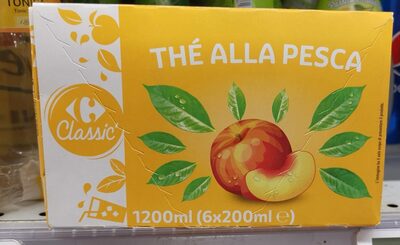 THÉ ALLA PESCA
Classic
1200ml (6x200ml ℮)